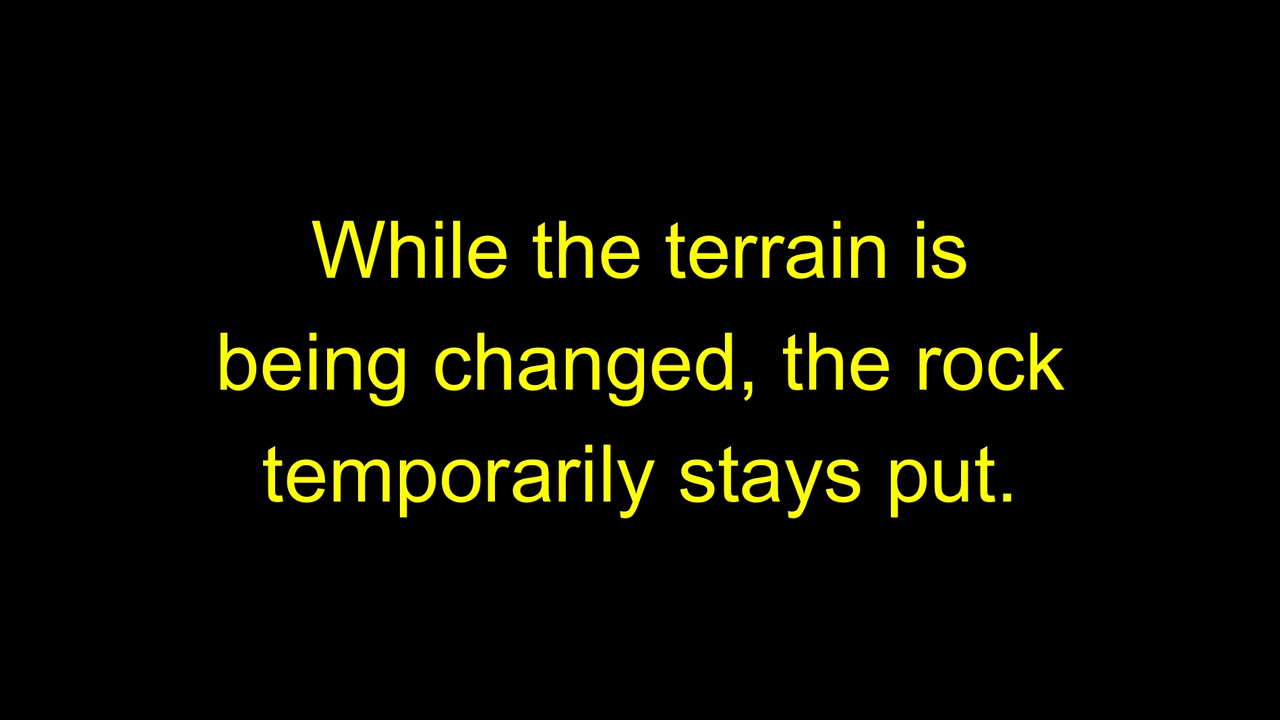 While the terrain is
being changed, the rock
temporarily stays put.